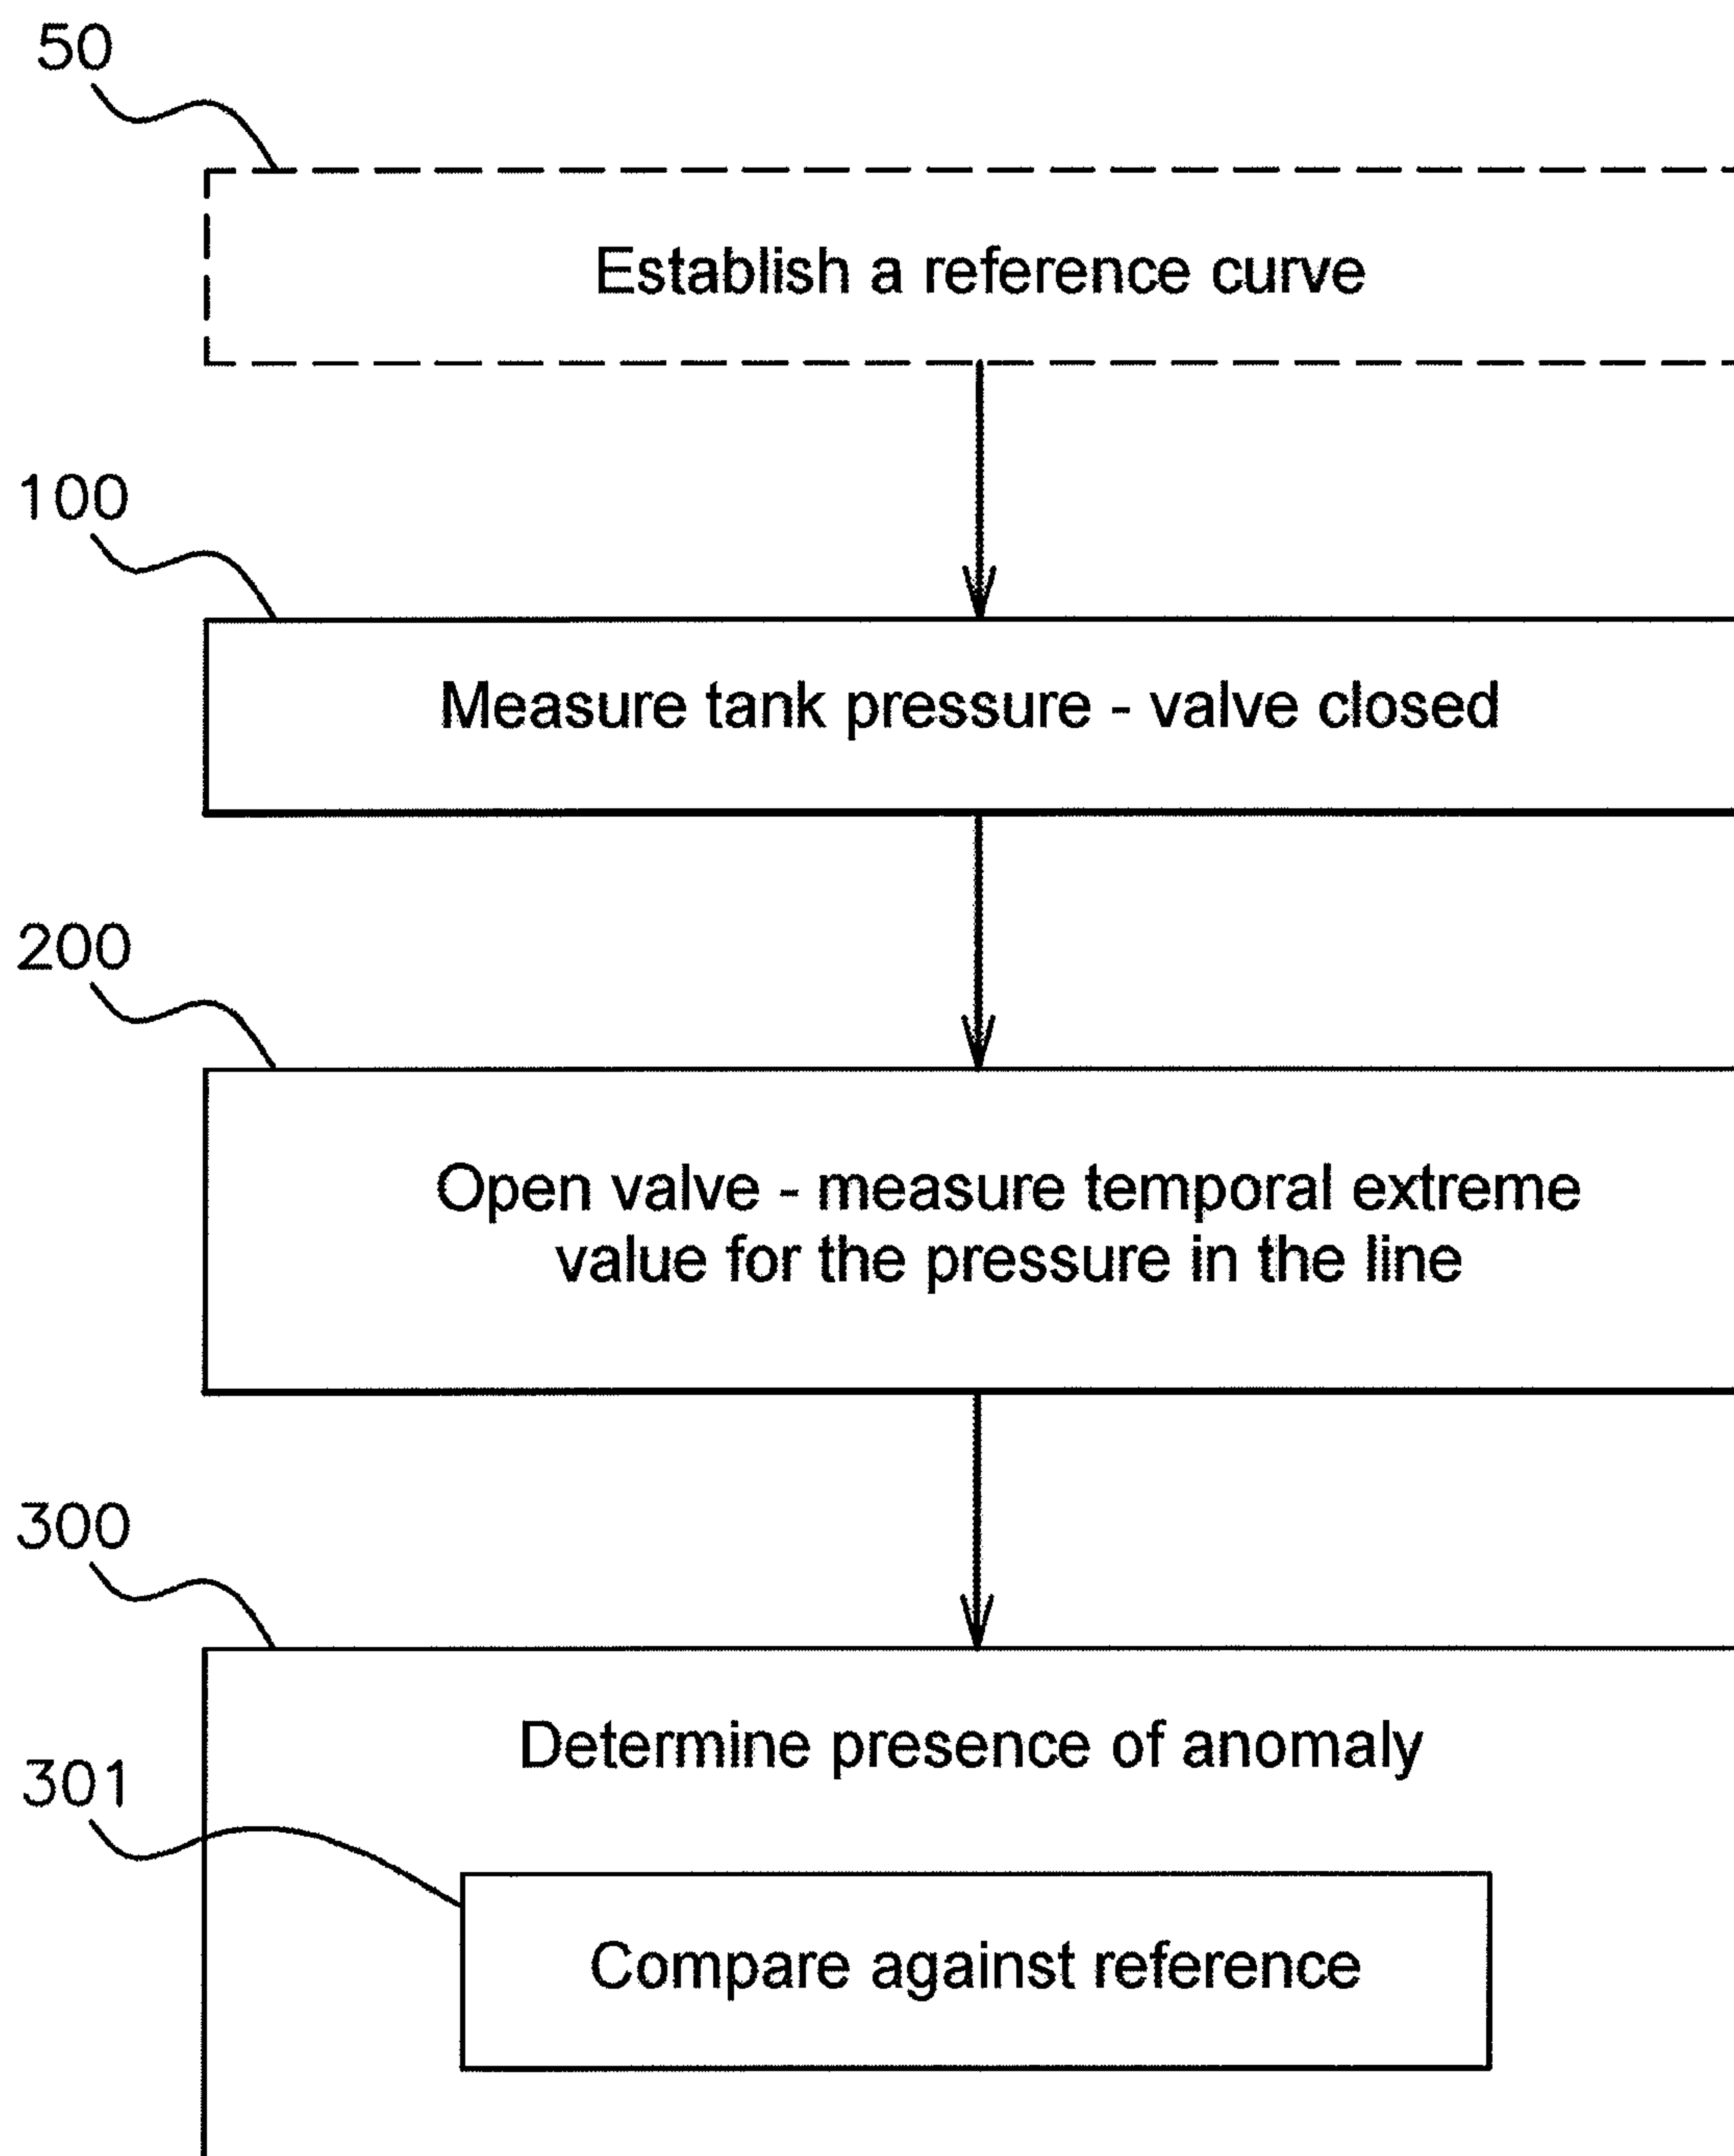 50
Establish a reference curve
100
Measure tank pressure - valve closed
200
Open valve - measure temporal extreme
value for the pressure in the line
300
Determine presence of anomaly
301
Compare against reference